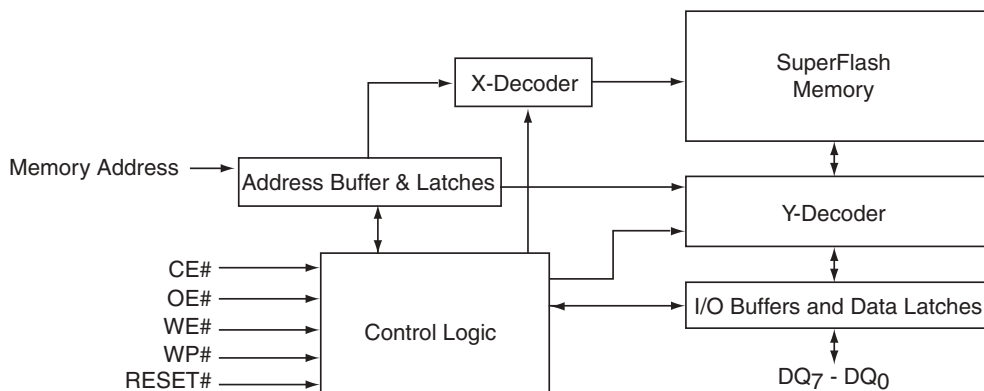 SuperFlash
Memory
X-Decoder
Memory Address
Address Buffer & Latches
Y-Decoder
CE#
OE#
WE#
WP#
RESET#
Control Logic
I/O Buffers and Data Latches
DQ7 - DQ0